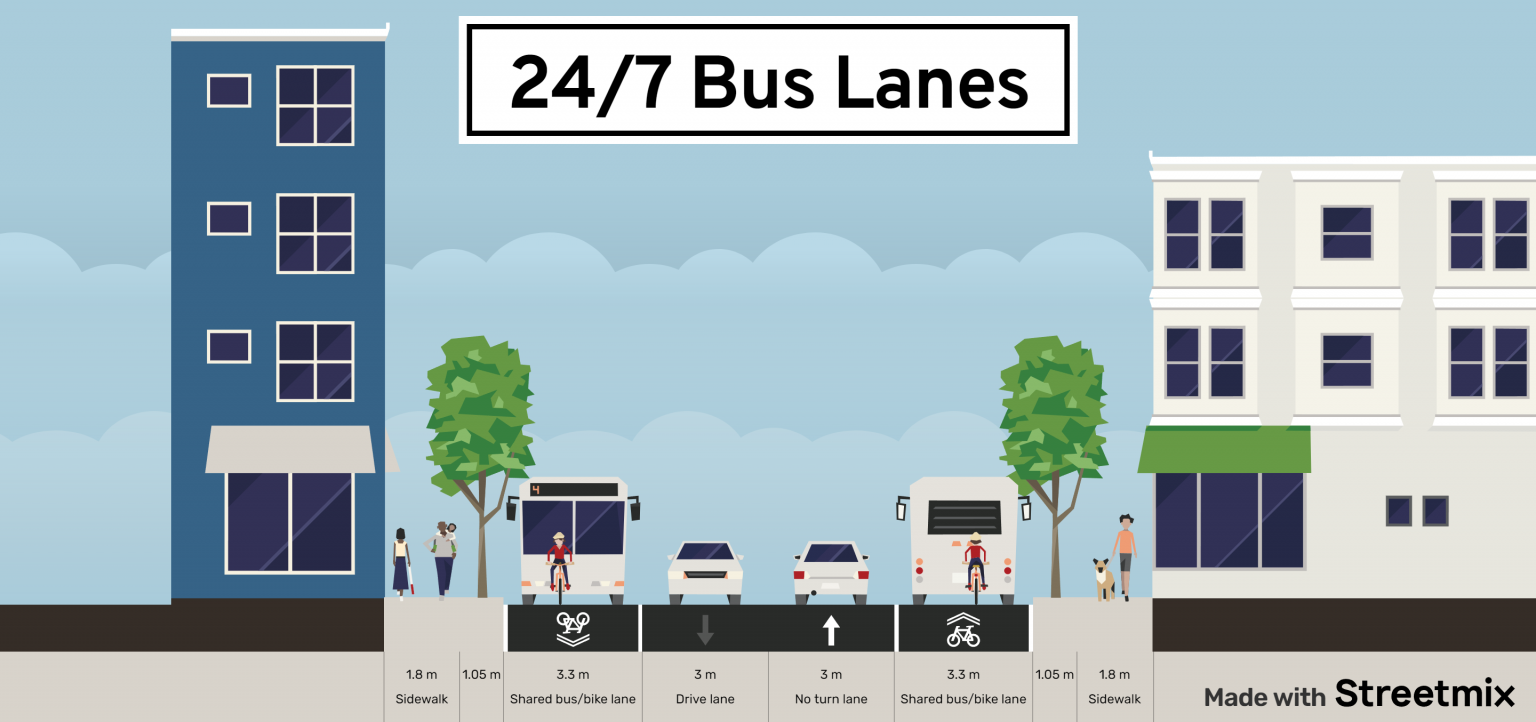 24/7 Bus Lanes
4
1.8 m
Sidewalk
1.05 m
3.3 m
Shared bus/bike lane
3 m
Drive lane
3 m
No turn lane
3.3 m
Shared bus/bike lane
1.05 m
1.8 m
Sidewalk
Made with Streetmix